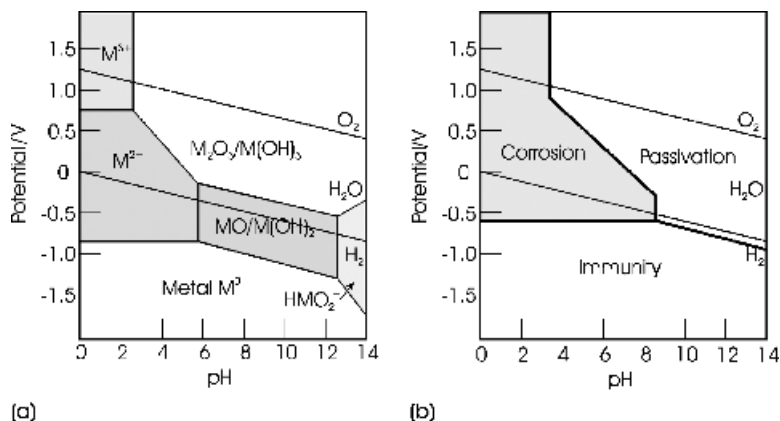 1.5
1.0
0.5
0
-0.5
-1.0
-1.5
Potential/V
M³⁺
M²⁺
M₂O₃/M(OH)₃
MO/M(OH)₂
HMO₂⁻
Metal M⁰
O₂
H₂O
H₂
0 2 4 6 8 10 12 14
pH
(a)
1.5
1.0
0.5
0
-0.5
-1.0
-1.5
Potential/V
Corrosion
Passivation
Immunity
O₂
H₂O
H₂
0 2 4 6 8 10 12 14
pH
(b)